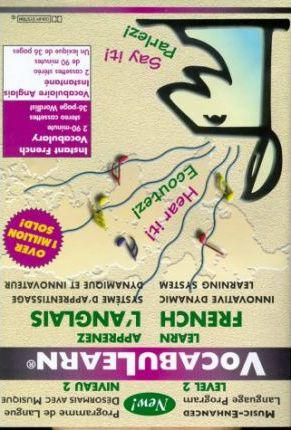 MUSIC-ENHANCED
Language Program
LEVEL 2
New!
Programme de Langue
DÉSORMAIS AVEC MUSIQUE
NIVEAU 2
VOCABULEARN®
LEARN
FRENCH
INNOVATIVE DYNAMIC
LEARNING SYSTEM
APPRENEZ
L'ANGLAIS
SYSTÈME D'APPRENTISSAGE
DYNAMIQUE ET INNOVATEUR
OVER
1 MILLION
SOLD!
Hear it!
Ecoutez!
Say it!
Parlez!
Instant French
Vocabulary
2 90-minute
stereo cassettes
36-page Wordlist
Vocabulaire Anglais
Instantané
2 cassettes stéréo
de 90 minutes
Un lexique de 36 pages